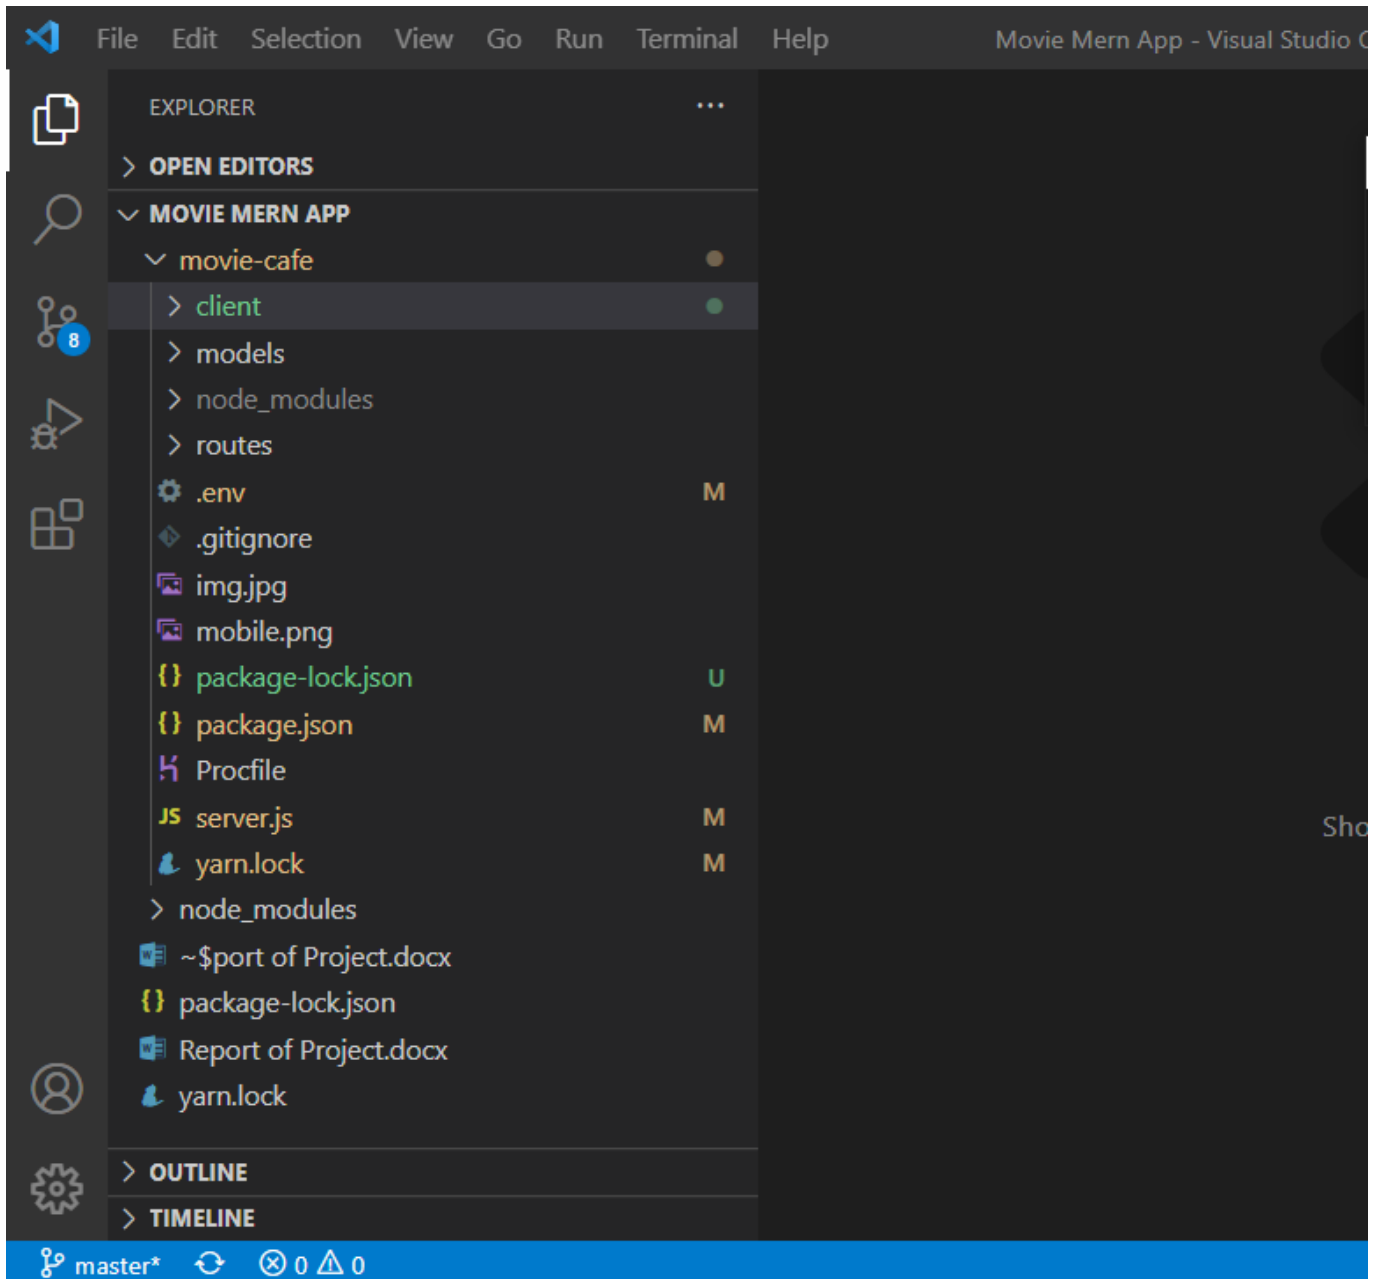 File Edit Selection View Go Run Terminal Help Movie Mern App - Visual Studio
EXPLORER ...
OPEN EDITORS
MOVIE MERN APP
movie-cafe
client
models
8
node_modules
routes
.env M
.gitignore
img.jpg
mobile.png
{} package-lock.json U
{} package.json M
Procfile
JS server.js M
Sho
yarn.lock M
node_modules
~$port of Project.docx
{} package-lock.json
Report of Project.docx
yarn.lock
OUTLINE
TIMELINE
master* 0 0